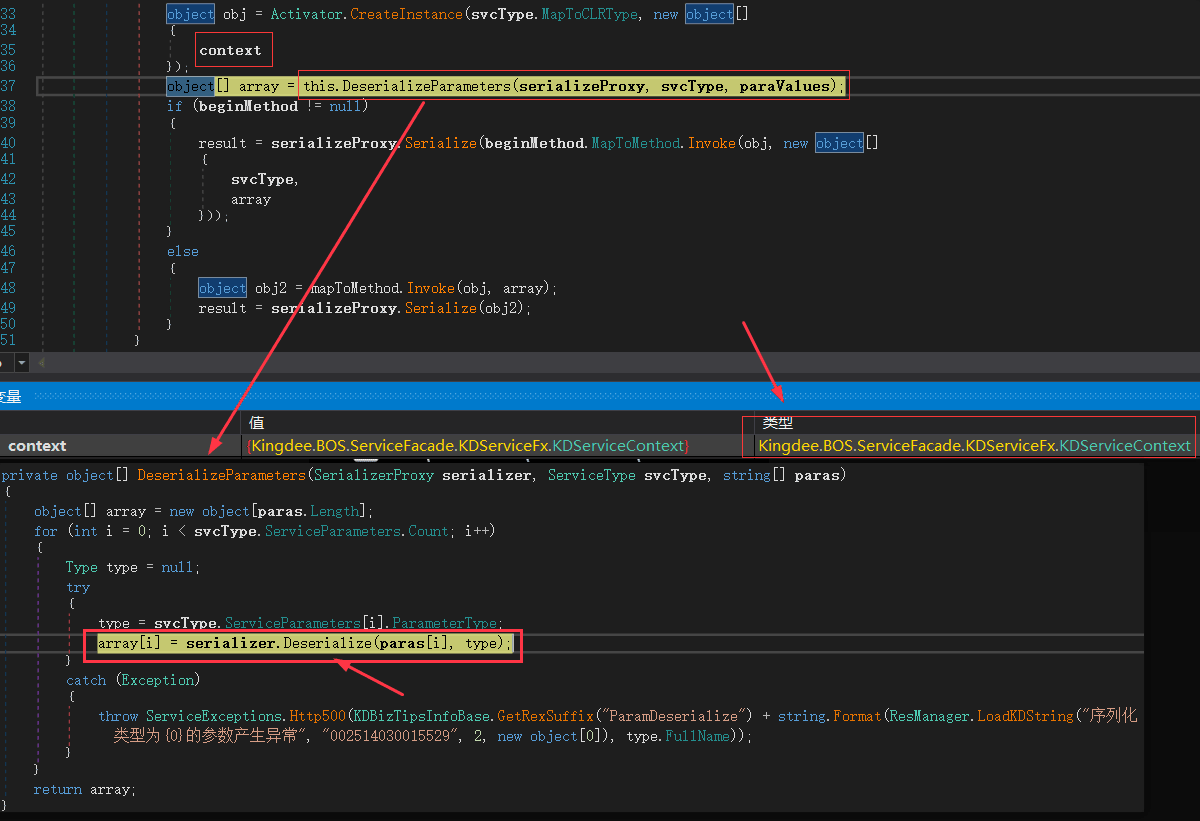 33 object obj = Activator.CreateInstance(svcType.MapToCLRType, new object[]
34 {
35 context
36 });
37 object[] array = this.DeserializeParameters(serializeProxy, svcType, paraValues);
38 if (beginMethod != null)
39 {
40 result = serializeProxy.Serialize(beginMethod.MapToMethod.Invoke(obj, new object[]
41 {
42 svcType,
43 array
44 }));
45 }
46 else
47 {
48 object obj2 = mapToMethod.Invoke(obj, array);
49 result = serializeProxy.Serialize(obj2);
50 }
51 }
变量
值 类型
context {Kingdee.BOS.ServiceFacade.KDServiceFx.KDServiceContext} Kingdee.BOS.ServiceFacade.KDServiceFx.KDServiceContext
private object[] DeserializeParameters(SerializerProxy serializer, ServiceType svcType, string[] paras)
{
object[] array = new object[paras.Length];
for (int i = 0; i < svcType.ServiceParameters.Count; i++)
{
Type type = null;
try
{
type = svcType.ServiceParameters[i].ParameterType;
array[i] = serializer.Deserialize(paras[i], type);
}
catch (Exception)
{
throw ServiceExceptions.Http500(KDBizTipsInfoBase.GetRexSuffix("ParamDeserialize") + string.Format(ResManager.LoadKDString("序列化
类型为{0}的参数产生异常", "002514030015529", 2, new object[0]), type.FullName));
}
}
return array;
}